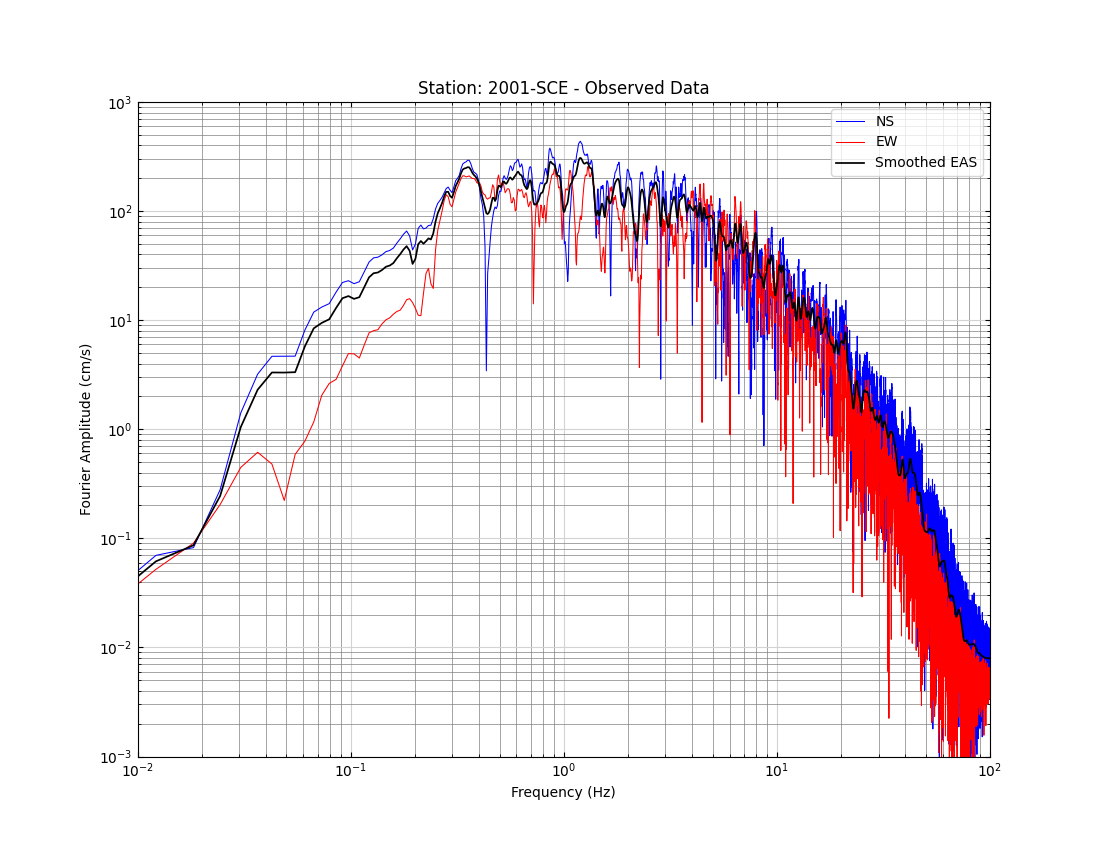 Station: 2001-SCE - Observed Data
NS
EW
Smoothed EAS
Fourier Amplitude (cm/s)
10³
10²
10¹
10⁰
10⁻¹
10⁻²
10⁻³
10⁻² 10⁻¹ 10⁰ 10¹ 10²
Frequency (Hz)